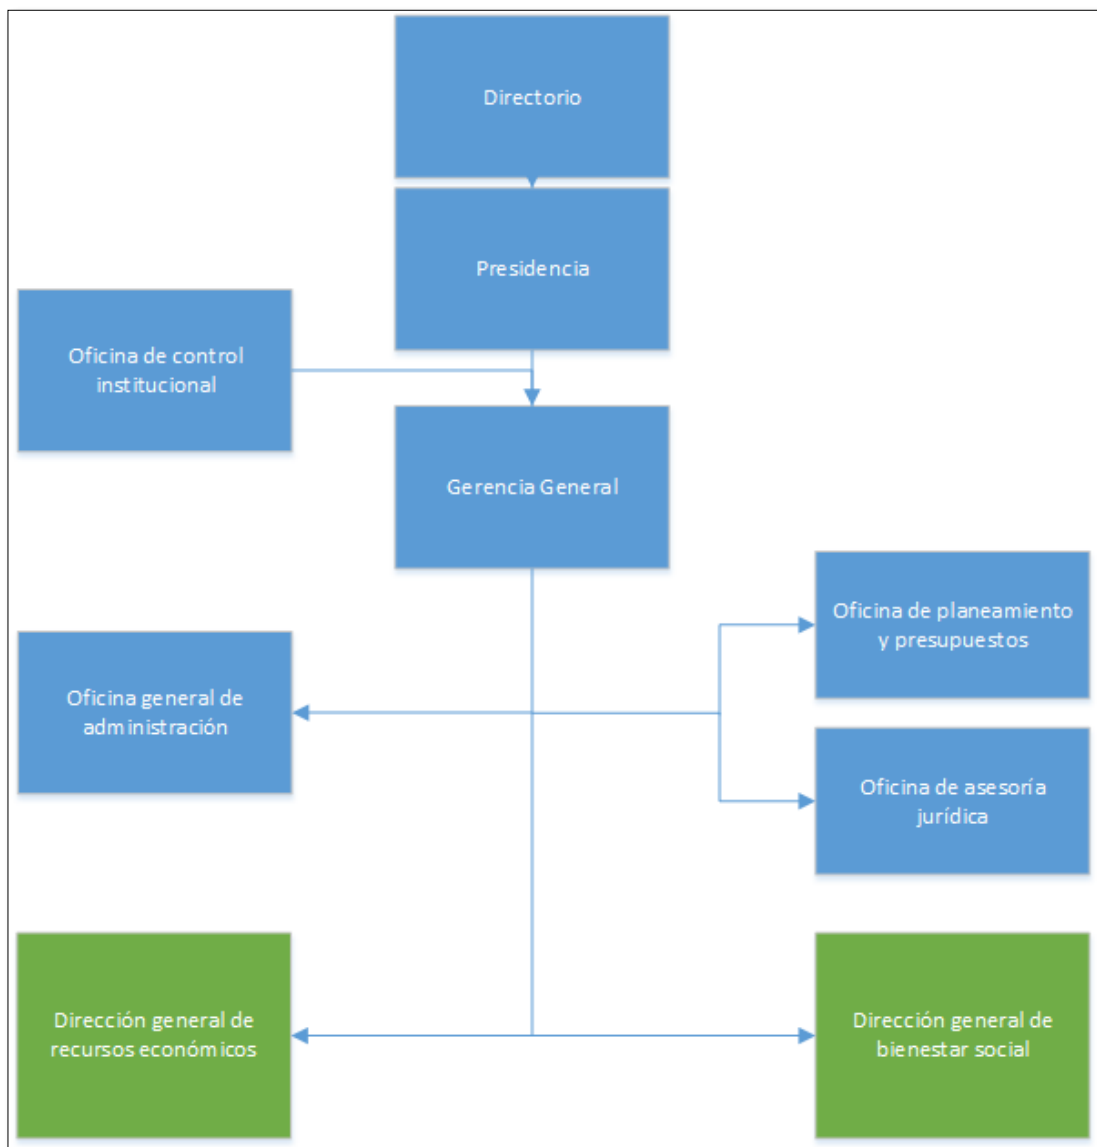 Directorio
Presidencia
Oficina de control
institucional
Gerencia General
Oficina de planeamiento
y presupuestos
Oficina general de
administración
Oficina de asesoría
jurídica
Dirección general de
recursos económicos
Dirección general de
bienestar social